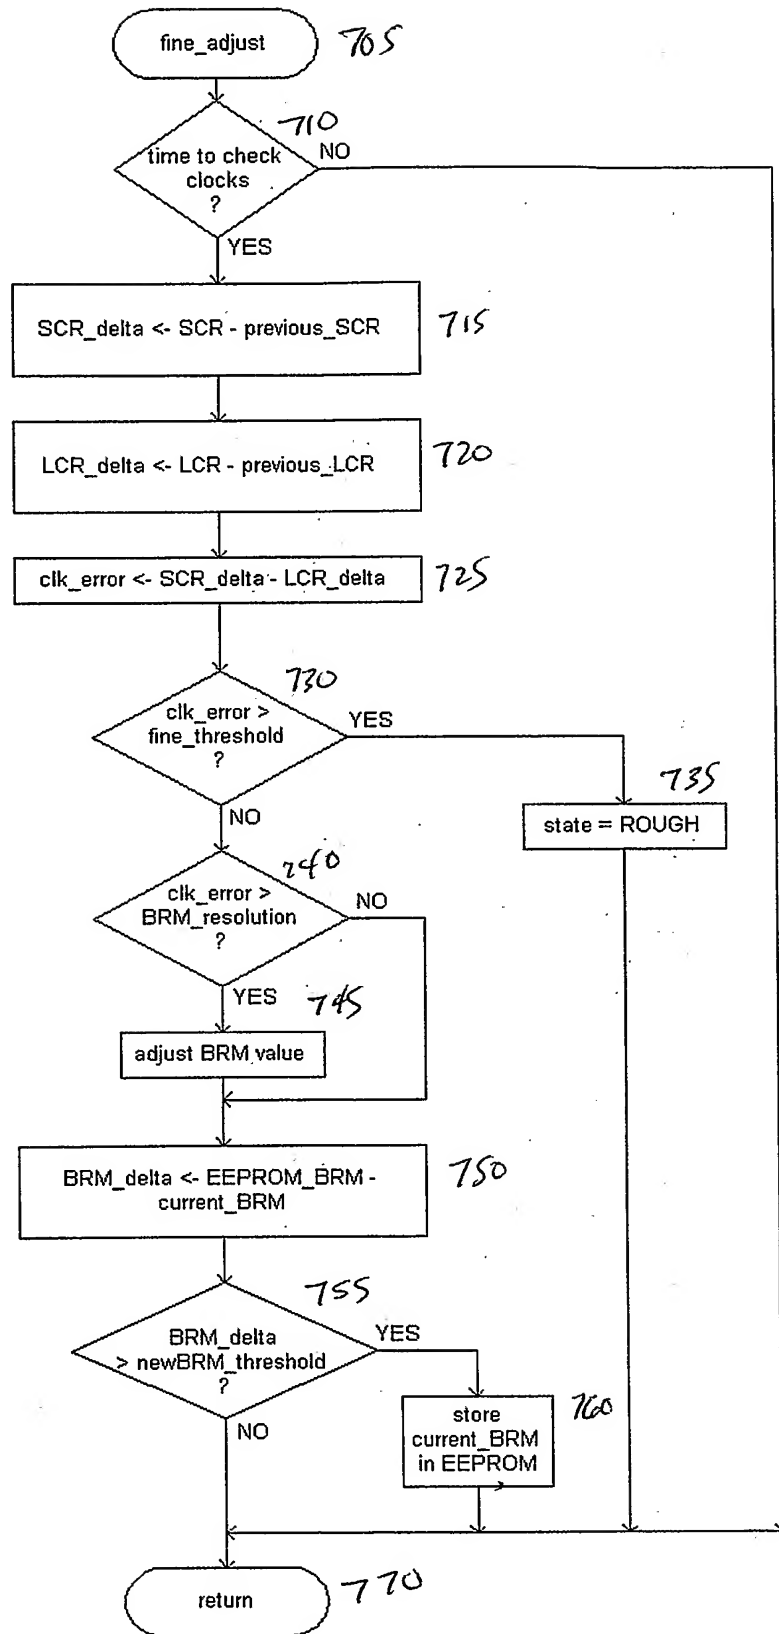 fine_adjust
705
710
time to check
clocks
?
NO
YES
SCR_delta <- SCR - previous_SCR
715
LCR_delta <- LCR - previous_LCR
720
clk_error <- SCR_delta - LCR_delta
725
730
clk_error >
fine_threshold
?
YES
735
state = ROUGH
NO
740
clk_error >
BRM_resolution
?
NO
YES
745
adjust BRM value
BRM_delta <- EEPROM_BRM -
current_BRM
750
755
BRM_delta
> newBRM_threshold
?
YES
NO
store
current_BRM
in EEPROM
760
return
770